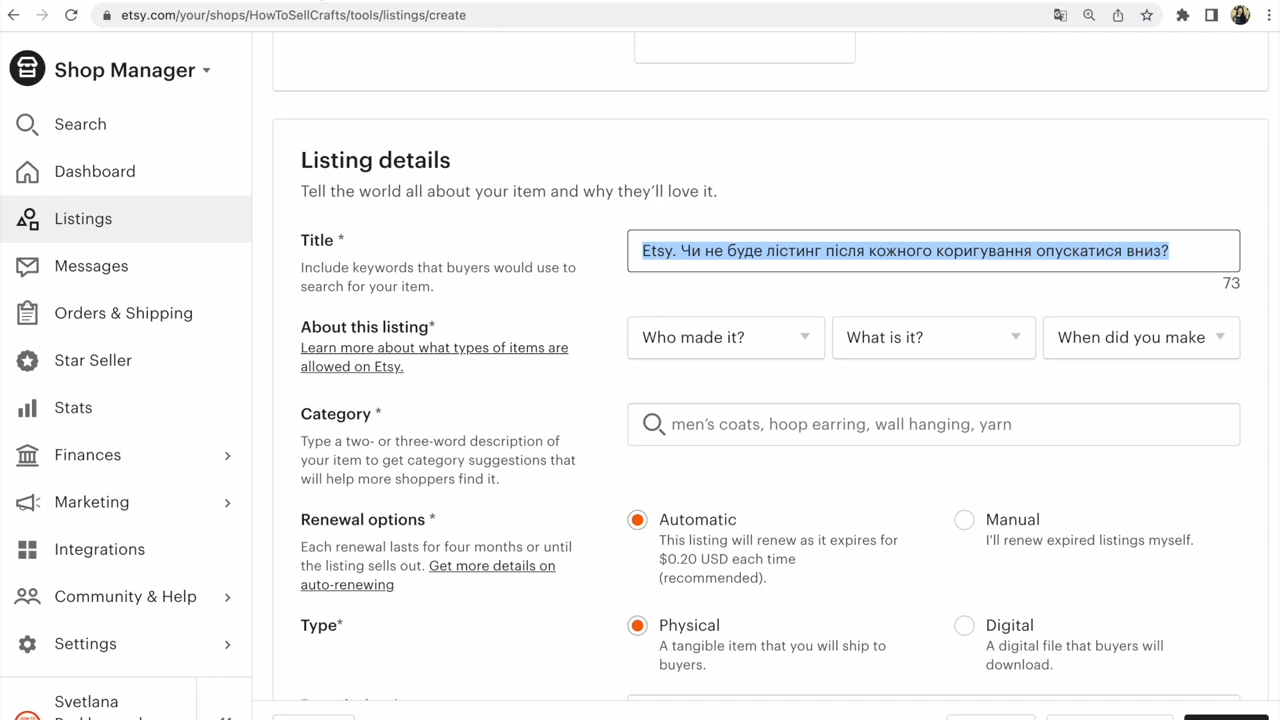 etsy.com/your/shops/HowToSellCrafts/tools/listings/create
Shop Manager
Search
Dashboard
Listings
Messages
Orders & Shipping
Star Seller
Stats
Finances
Marketing
Integrations
Community & Help
Settings
Svetlana
Listing details
Tell the world all about your item and why they'll love it.
Title *
Include keywords that buyers would use to
search for your item.
Etsy. Чи не буде лістинг після кожного коригування опускатися вниз?
73
About this listing*
Learn more about what types of items are
allowed on Etsy.
Who made it?
What is it?
When did you make
Category *
Type a two- or three-word description of
your item to get category suggestions that
will help more shoppers find it.
men's coats, hoop earring, wall hanging, yarn
Renewal options *
Each renewal lasts for four months or until
the listing sells out. Get more details on
auto-renewing
Automatic
This listing will renew as it expires for
$0.20 USD each time
(recommended).
Manual
I'll renew expired listings myself.
Type*
Physical
A tangible item that you will ship to
buyers.
Digital
A digital file that buyers will
download.